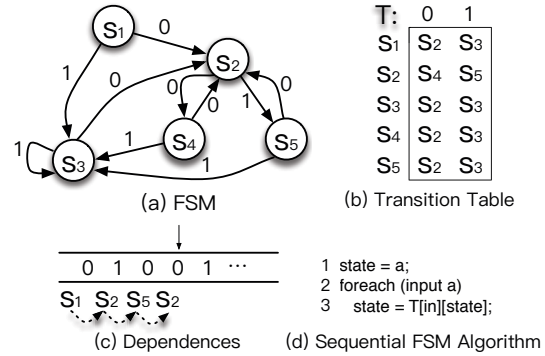 S1 0
T: 0 1
S1 S2 S3
S2 S4 S5
S3 S2 S3
S4 S2 S3
S5 S2 S3
1 0 S2
0 0 1 0
1 S4 S5
1 S3 1
(a) FSM
(b) Transition Table
0 1 0 0 1 ...
S1 S2 S5 S2
(c) Dependences
1 state = a;
2 foreach (input a)
3 state = T[in][state];
(d) Sequential FSM Algorithm